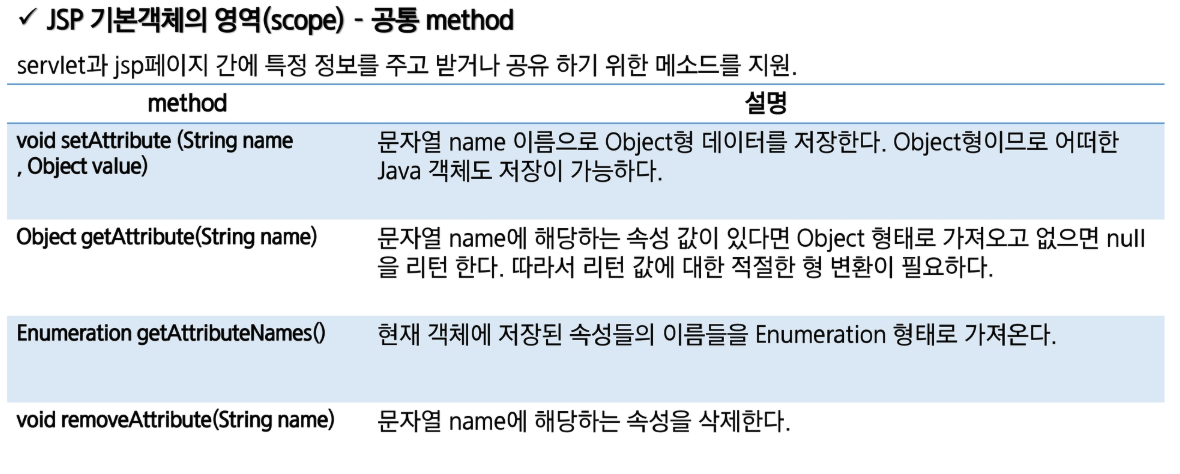 ✓ JSP 기본객체의 영역(scope) - 공통 method
servlet과 jsp페이지 간에 특정 정보를 주고 받거나 공유 하기 위한 메소드를 지원.
method 설명
void setAttribute (String name
, Object value)
문자열 name 이름으로 Object형 데이터를 저장한다. Object형이므로 어떠한
Java 객체도 저장이 가능하다.
Object getAttribute(String name)
문자열 name에 해당하는 속성 값이 있다면 Object 형태로 가져오고 없으면 null
을 리턴 한다. 따라서 리턴 값에 대한 적절한 형 변환이 필요하다.
Enumeration getAttributeNames()
현재 객체에 저장된 속성들의 이름들을 Enumeration 형태로 가져온다.
void removeAttribute(String name)
문자열 name에 해당하는 속성을 삭제한다.